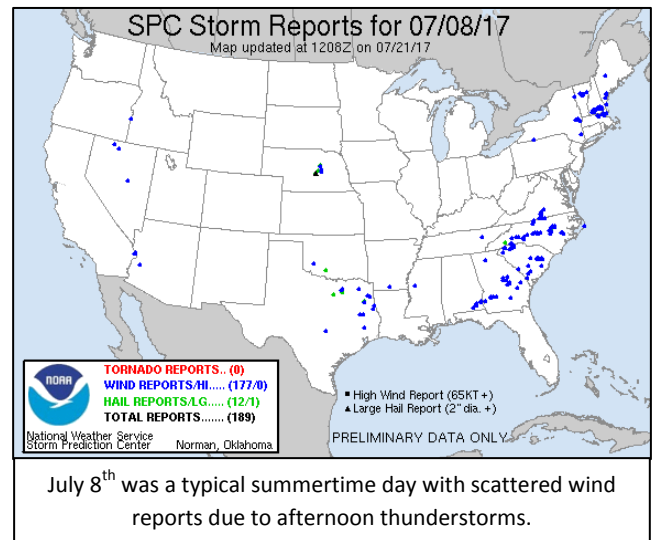 SPC Storm Reports for 07/08/17
Map updated at 1208Z on 07/21/17
NOAA
TORNADO REPORTS.. (0)
WIND REPORTS/HI..... (177/0)
HAIL REPORTS/LG..... (12/1)
TOTAL REPORTS....... (189)
National Weather Service
Storm Prediction Center Norman, Oklahoma
■ High Wind Report (65KT +)
▲ Large Hail Report (2" dia. +)
PRELIMINARY DATA ONLY
July 8th was a typical summertime day with scattered wind
reports due to afternoon thunderstorms.